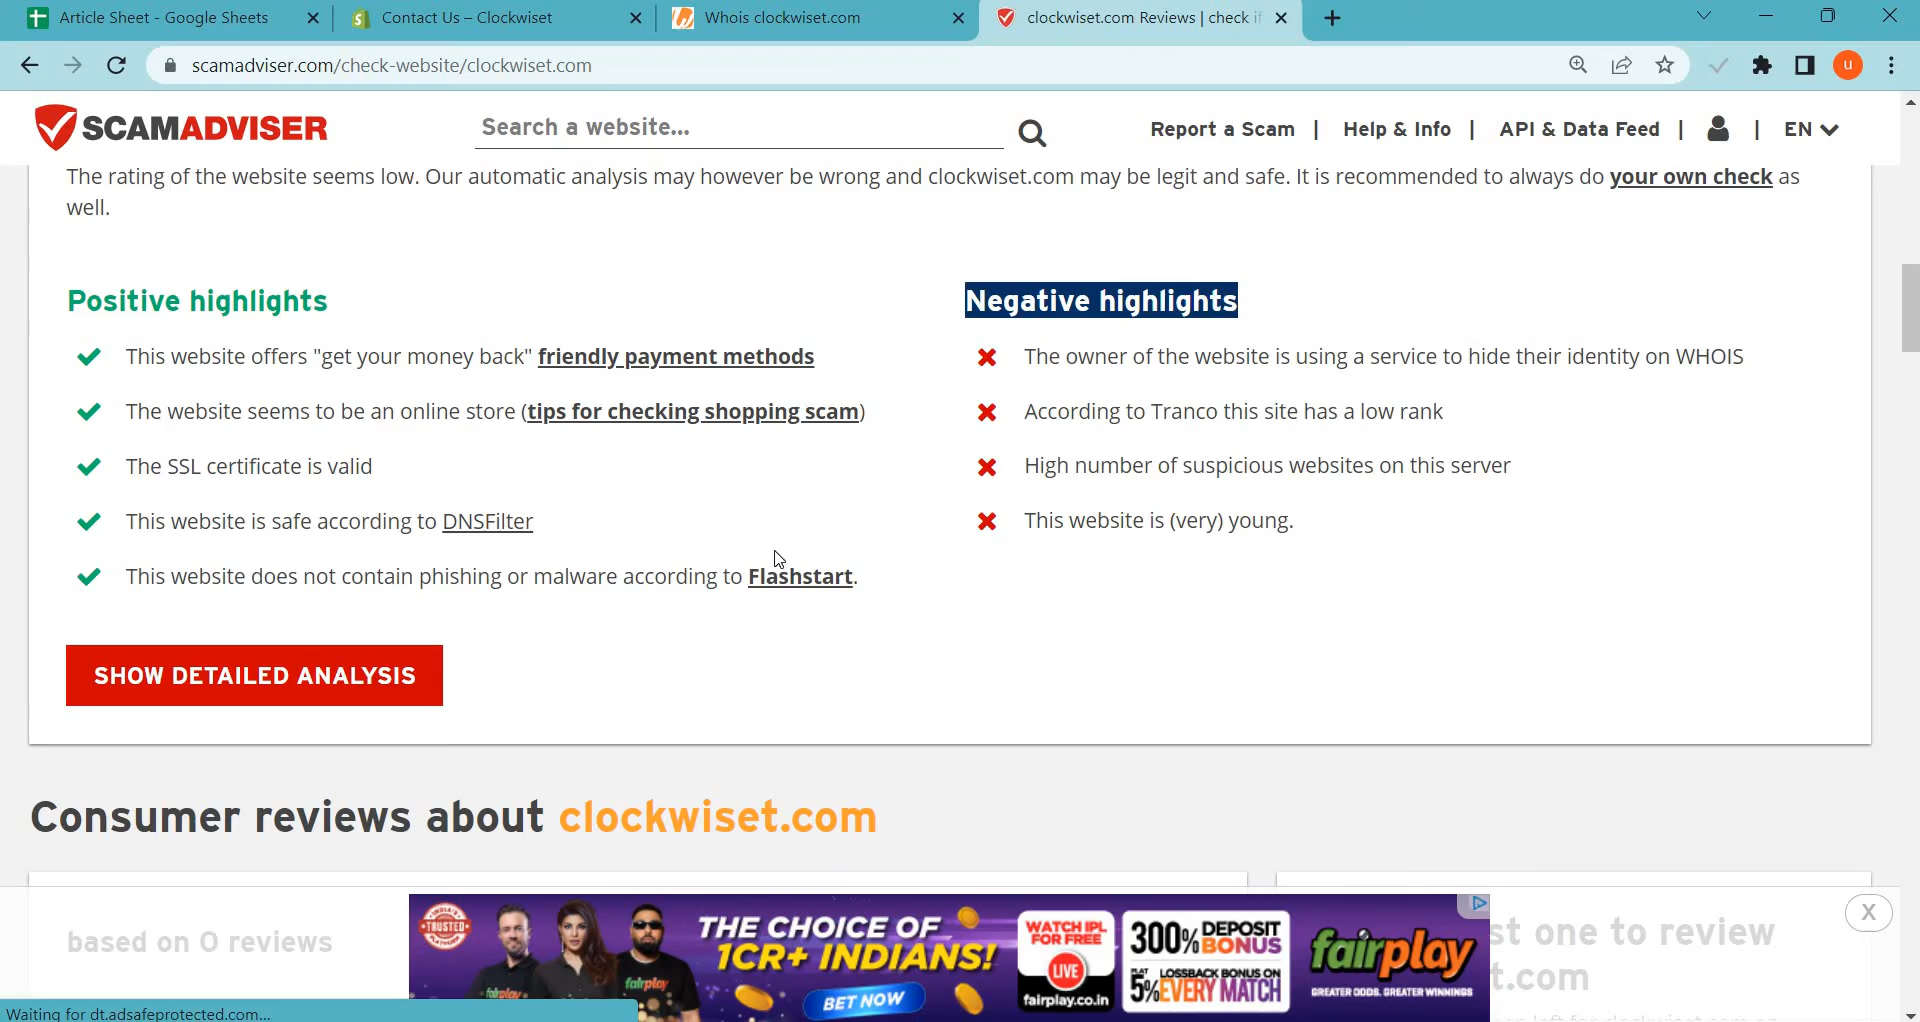 Article Sheet - Google Sheets
Contact Us – Clockwiset
Whois clockwiset.com
clockwiset.com Reviews | check if
scamadviser.com/check-website/clockwiset.com
u
SCAMADVISER
Search a website...
Report a Scam | Help & Info | API & Data Feed | | EN
The rating of the website seems low. Our automatic analysis may however be wrong and clockwiset.com may be legit and safe. It is recommended to always do your own check as
well.
Positive highlights
This website offers "get your money back" friendly payment methods
The website seems to be an online store (tips for checking shopping scam)
The SSL certificate is valid
This website is safe according to DNSFilter
This website does not contain phishing or malware according to Flashstart.
Negative highlights
The owner of the website is using a service to hide their identity on WHOIS
According to Tranco this site has a low rank
High number of suspicious websites on this server
This website is (very) young.
SHOW DETAILED ANALYSIS
Consumer reviews about clockwiset.com
based on 0 reviews
st one to review
t.com
TRUSTED
fairplay
fairplay
THE CHOICE OF
1CR+ INDIANS!
BET NOW
WATCH IPL
FOR FREE
LIVE
fairplay.co.in
300% DEPOSIT
BONUS
FLAT
5% LOSSBACK BONUS ON
EVERY MATCH
fairplay
GREATER ODDS. GREATER WINNINGS
X
Waiting for dt.adsafeprotected.com...